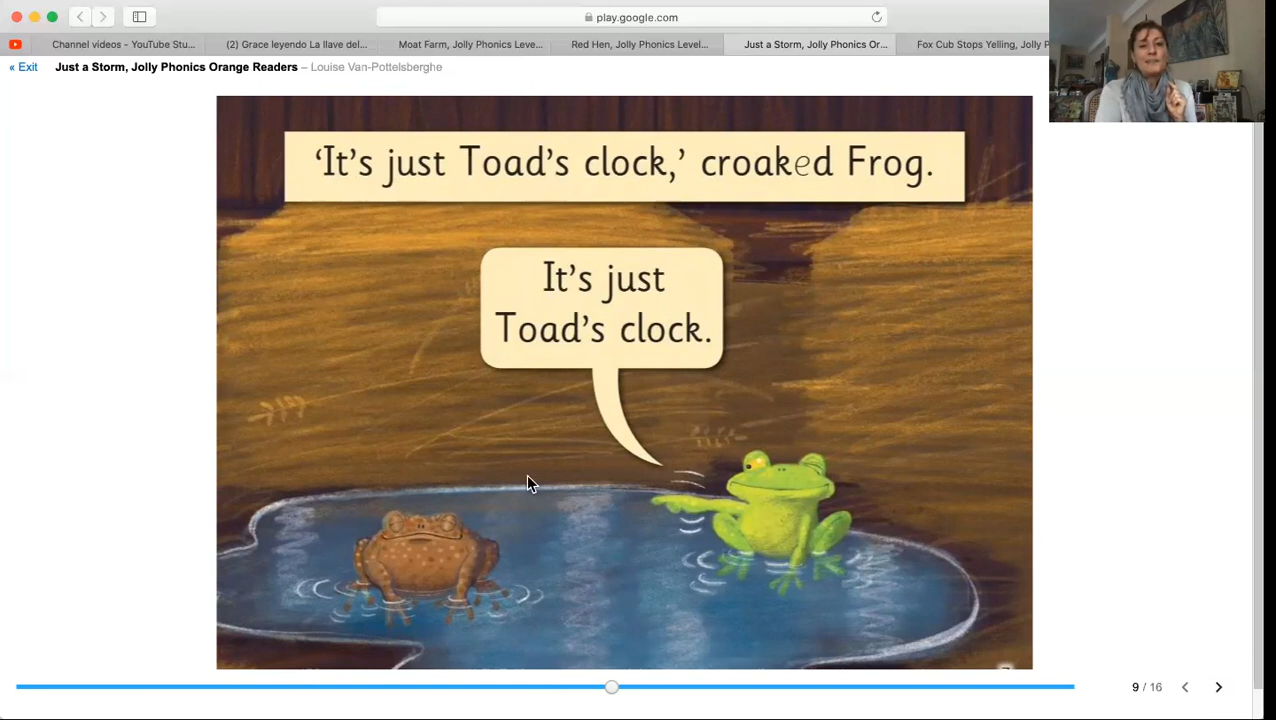 play.google.com
Channel videos - YouTube Stu...
(2) Grace leyendo La llave del...
Moat Farm, Jolly Phonics Leve...
Red Hen, Jolly Phonics Level...
Just a Storm, Jolly Phonics Or...
Fox Cub Stops Yelling, Jolly P
« Exit
Just a Storm, Jolly Phonics Orange Readers – Louise Van-Pottelsberghe
‘It’s just Toad’s clock,’ croaked Frog.
It’s just
Toad’s clock.
9 / 16